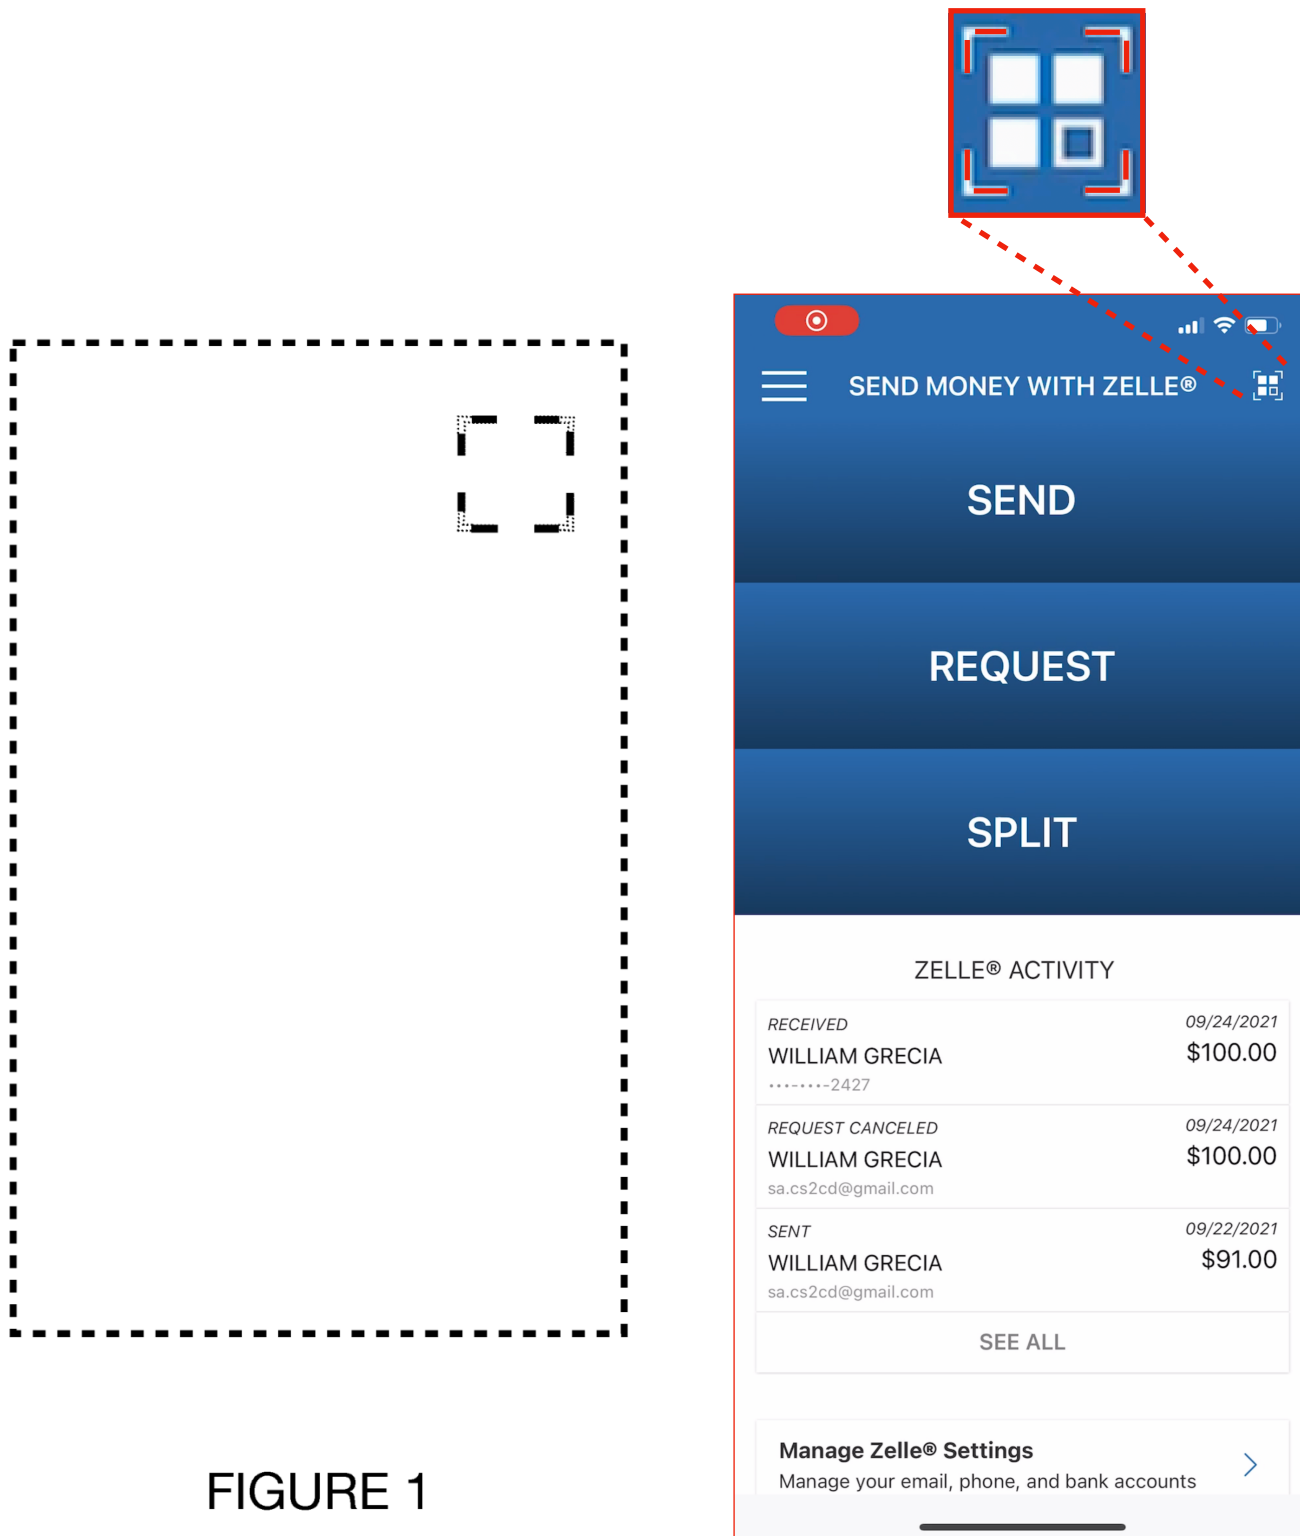 SEND MONEY WITH ZELLE®
SEND
REQUEST
SPLIT
ZELLE® ACTIVITY
RECEIVED 09/24/2021
WILLIAM GRECIA $100.00
•••-•••-2427
REQUEST CANCELED 09/24/2021
WILLIAM GRECIA $100.00
sa.cs2cd@gmail.com
SENT 09/22/2021
WILLIAM GRECIA $91.00
sa.cs2cd@gmail.com
SEE ALL
Manage Zelle® Settings
Manage your email, phone, and bank accounts
FIGURE 1